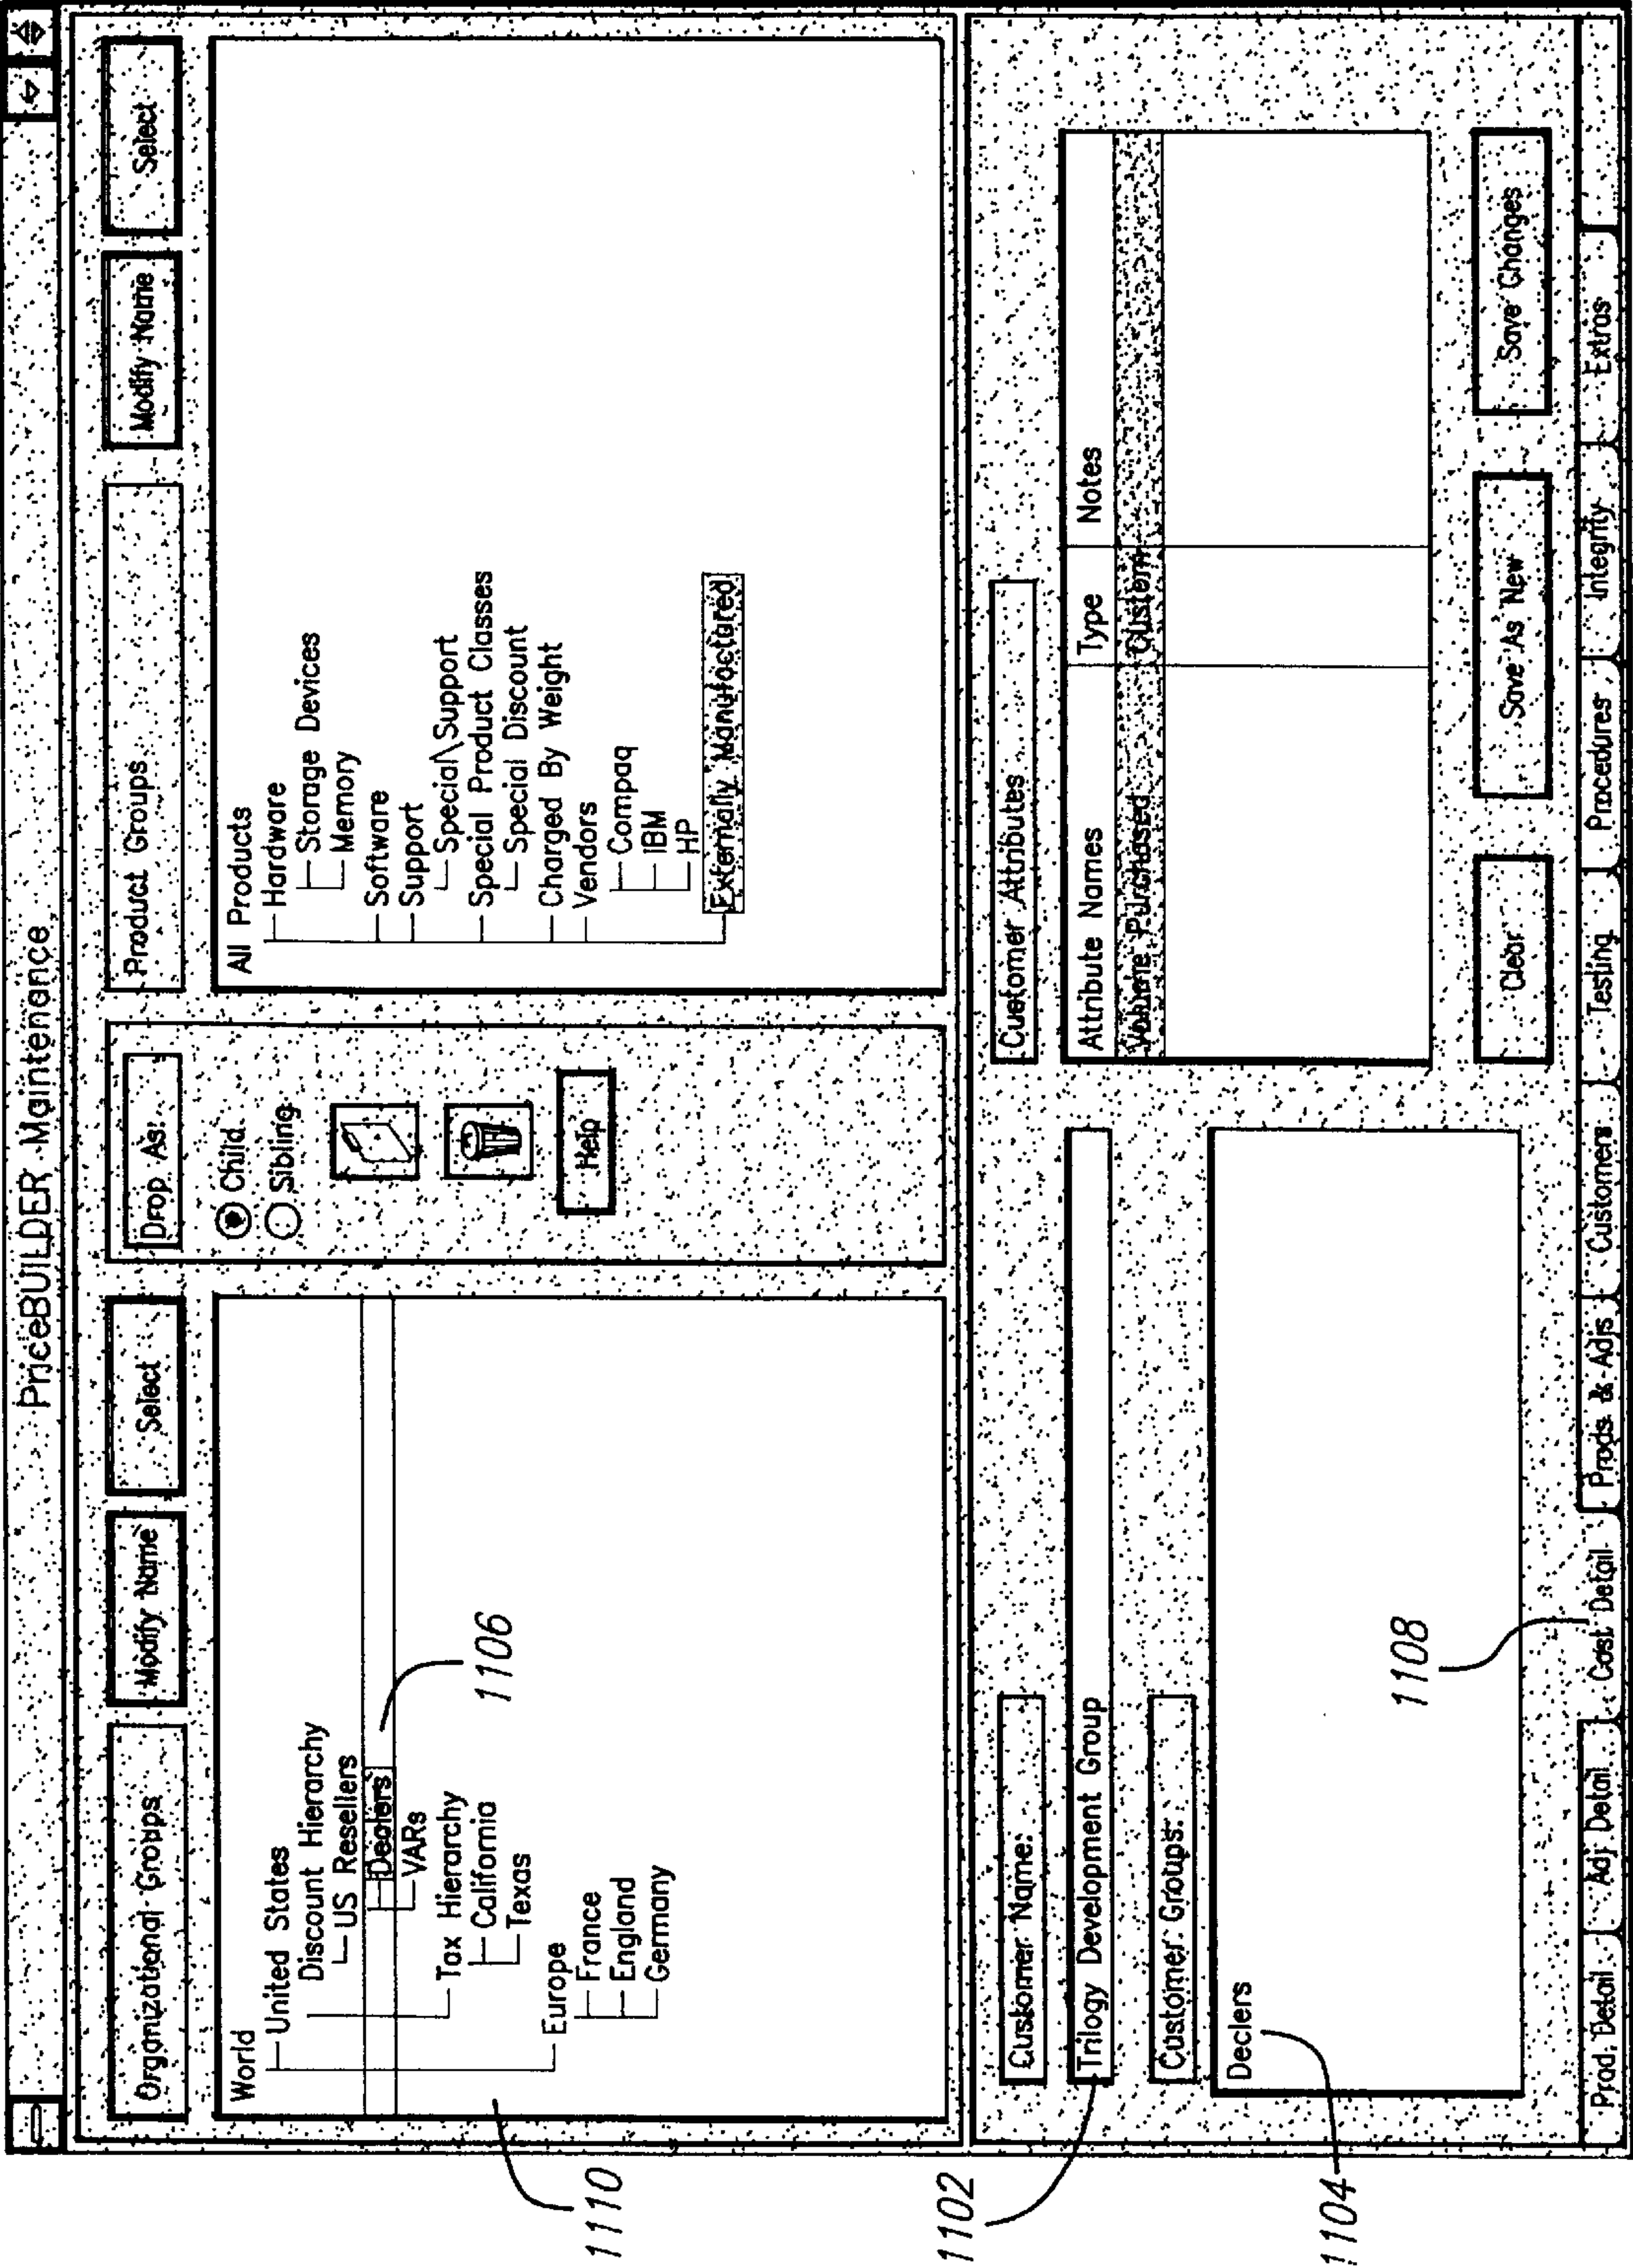 PriceBUILDER Maintenance
Organizational Groups
Modify Name
Select
World
United States
Discount Hierarchy
US Resellers
Dealers
VARs
Tax Hierarchy
California
Texas
Europe
France
England
Germany
1106
1110
Drop As:
Child
Sibling
Help
Product Groups
Modify Name
Select
All Products
Hardware
Storage Devices
Memory
Software
Support
Special\Support
Special Product Classes
Special Discount
Charged By Weight
Vendors
Compaq
IBM
HP
Externally Manufactured
Customer Name:
Trilogy Development Group
1102
Customer Groups:
Declers
1104
1108
Customer Attributes
Attribute Names Type Notes
Volume Purchased Custom
Clear
Save As New
Save Changes
Prad. Detail Adj Detail Cost Detail Prods & Adjs Customers Testing Procedures Integrity Extras